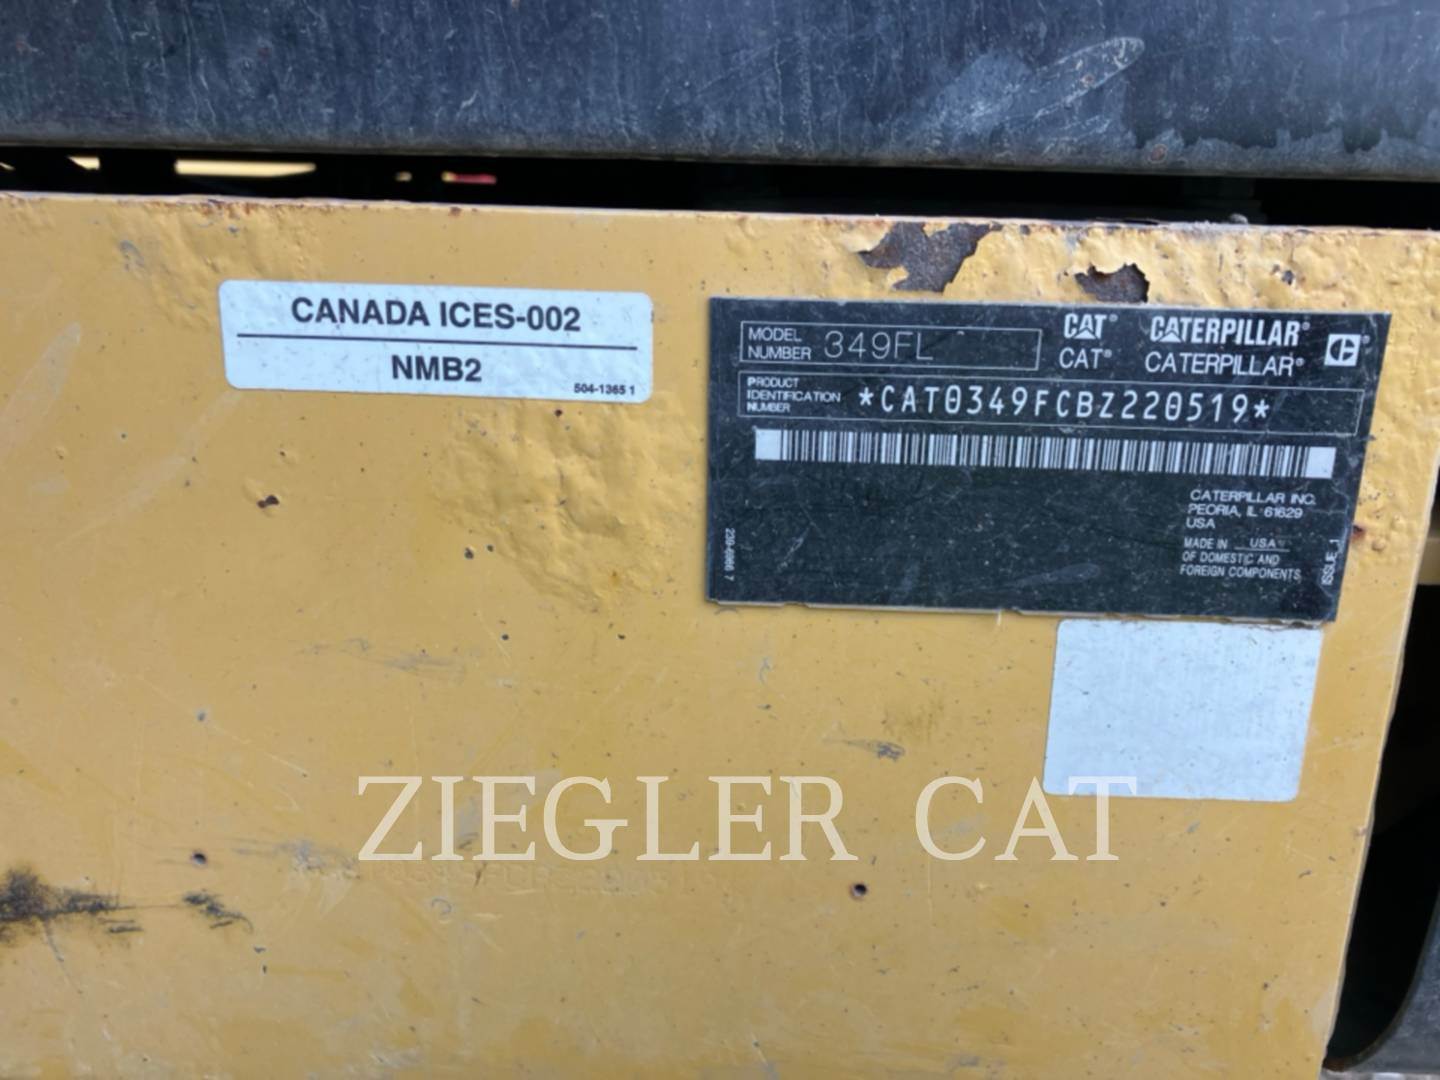 CANADA ICES-002
NMB2
504-1365 1
MODEL NUMBER 349FL
CAT® CATERPILLAR®
CAT® CATERPILLAR®
PRODUCT IDENTIFICATION NUMBER *CAT0349FCBZ220519*
CATERPILLAR INC.
PEORIA, IL 61629
USA
MADE IN USA
OF DOMESTIC AND
FOREIGN COMPONENTS
ISSUE 1
ZIEGLER CAT